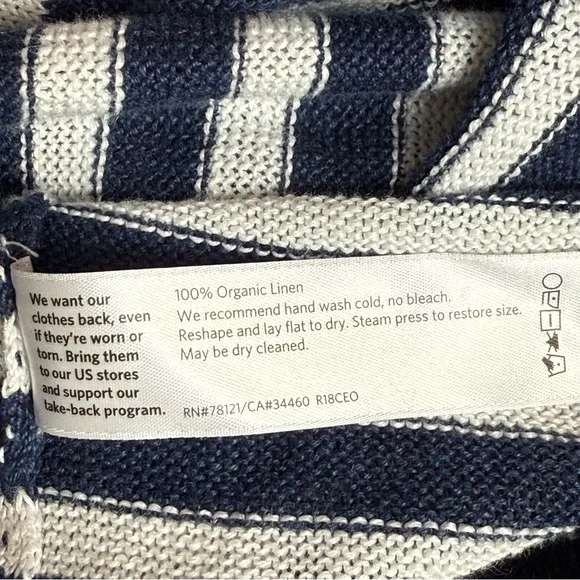 We want our
clothes back, even
if they're worn or
torn. Bring them
to our US stores
and support our
take-back program.
100% Organic Linen
We recommend hand wash cold, no bleach.
Reshape and lay flat to dry. Steam press to restore size.
May be dry cleaned.
RN#78121/CA#34460 R18CEO